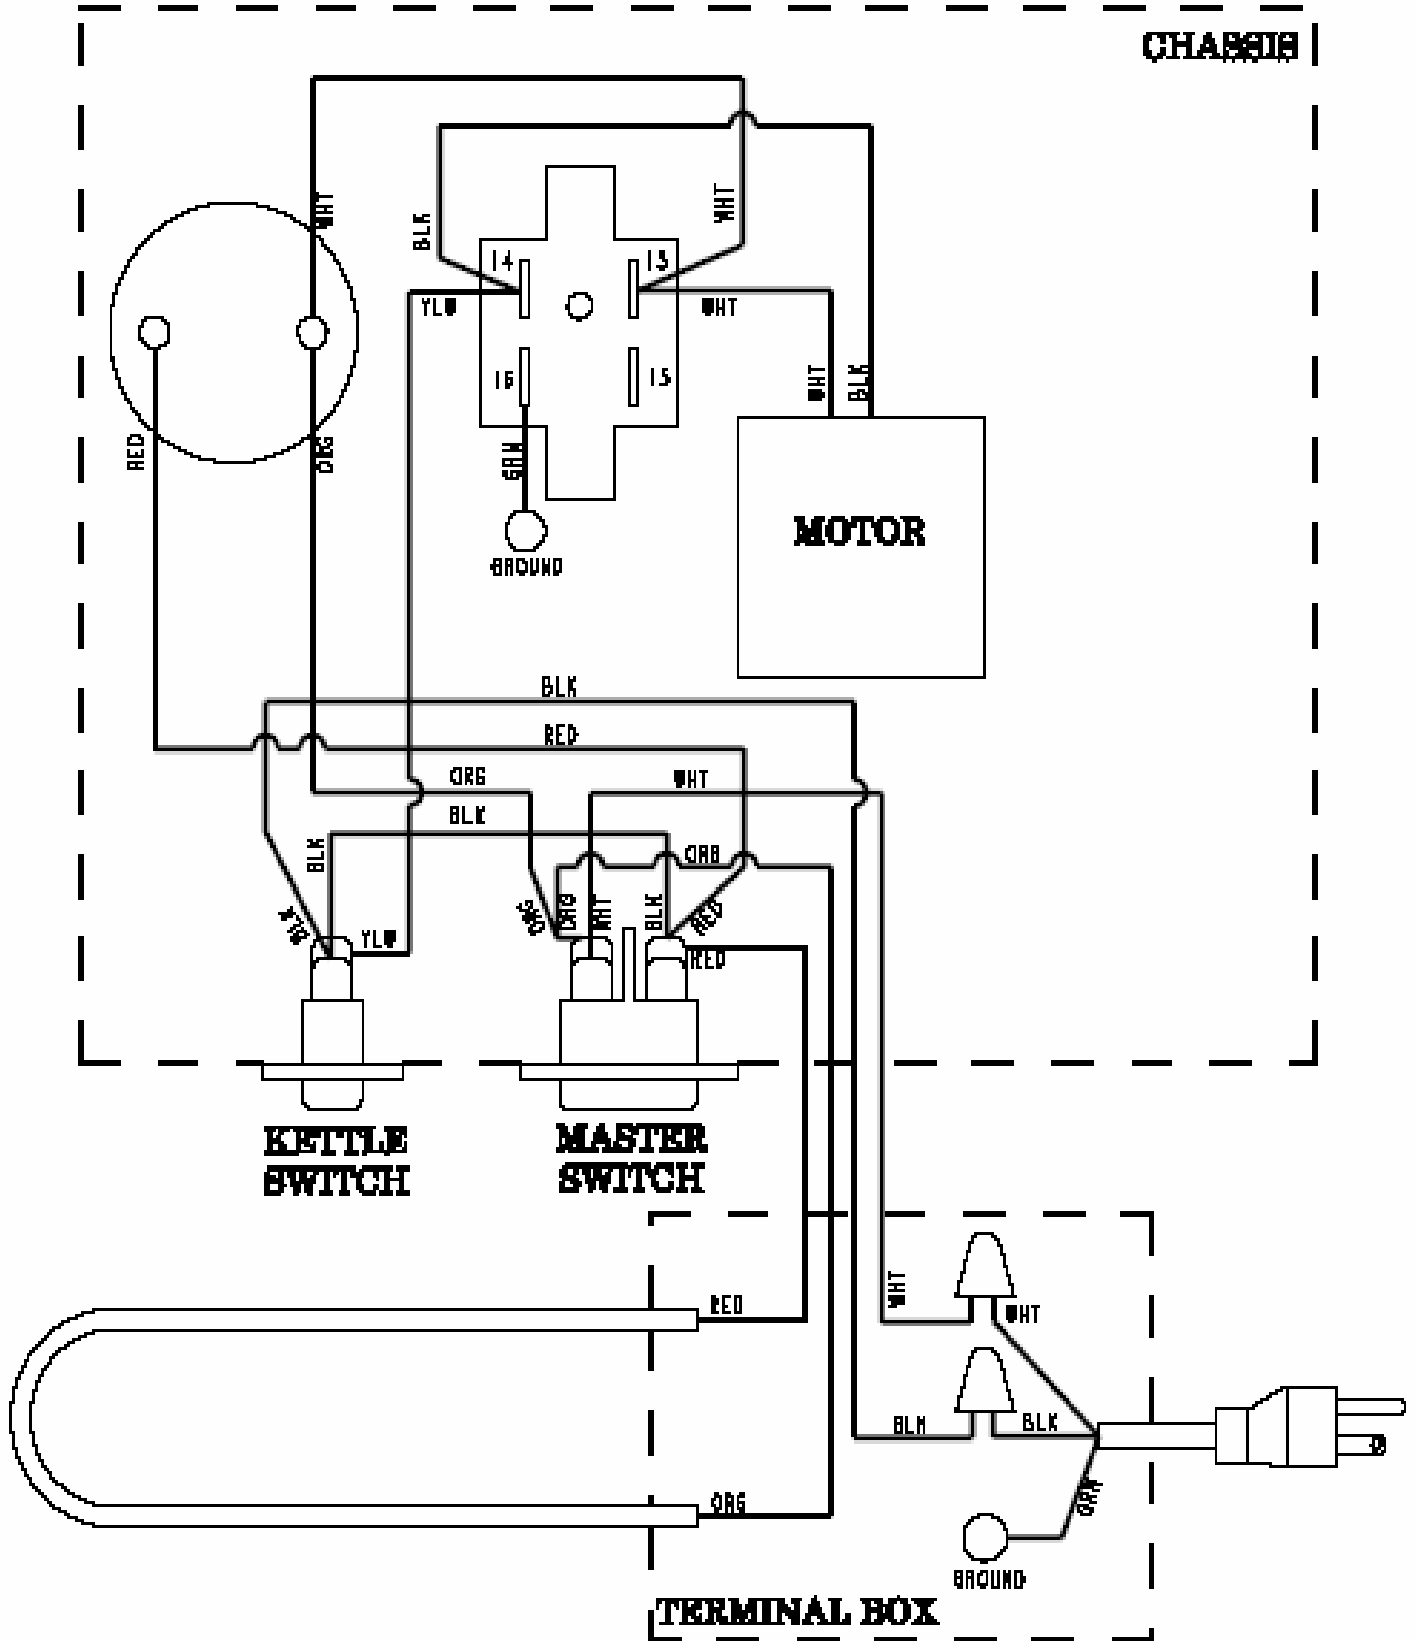 CHASSIS
WHT
BLK
WHT
14
13
YLW
WHT
16
15
WHT
BLK
RED
ORG
GRN
MOTOR
GROUND
BLK
RED
ORG
WHT
BLK
BLK
ORG
BLK
YLW
ORG
ORG
WHT
BLK
RED
RED
KETTLE
SWITCH
MASTER
SWITCH
RED
WHT
WHT
BLK
BLK
ORG
GRN
GROUND
TERMINAL BOX